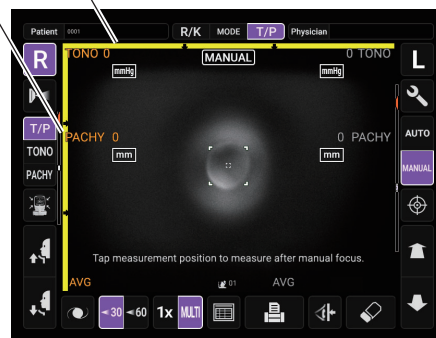 Patient 0001 R/K MODE T/P Physician
R TONO 0 MANUAL 0 TONO L
mmHg mmHg
T/P PACHY 0 0 PACHY AUTO
TONO mm mm MANUAL
PACHY
Tap measurement position to measure after manual focus.
AVG 01 AVG
<30 <60 1x MULTI